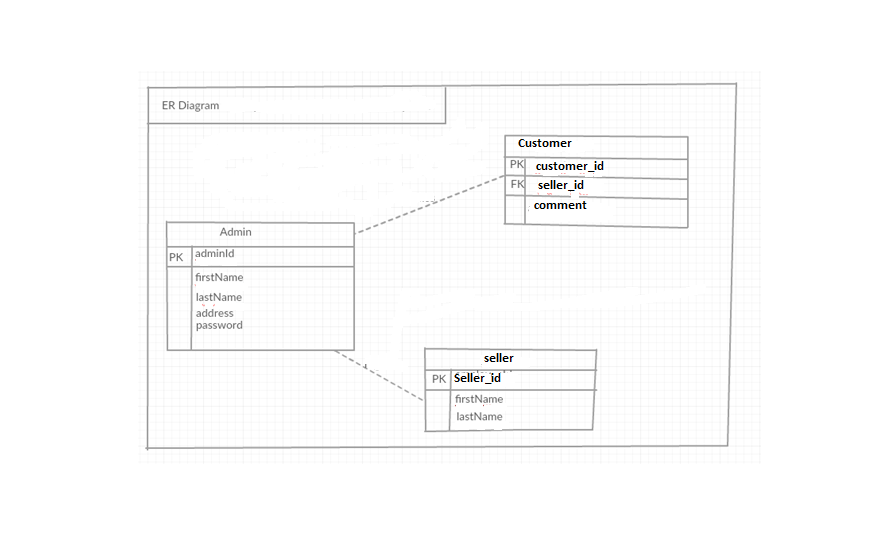 ER Diagram
Customer
PK customer_id
FK seller_id
comment
Admin
PK adminId
firstName
lastName
address
password
seller
PK Seller_id
firstName
lastName